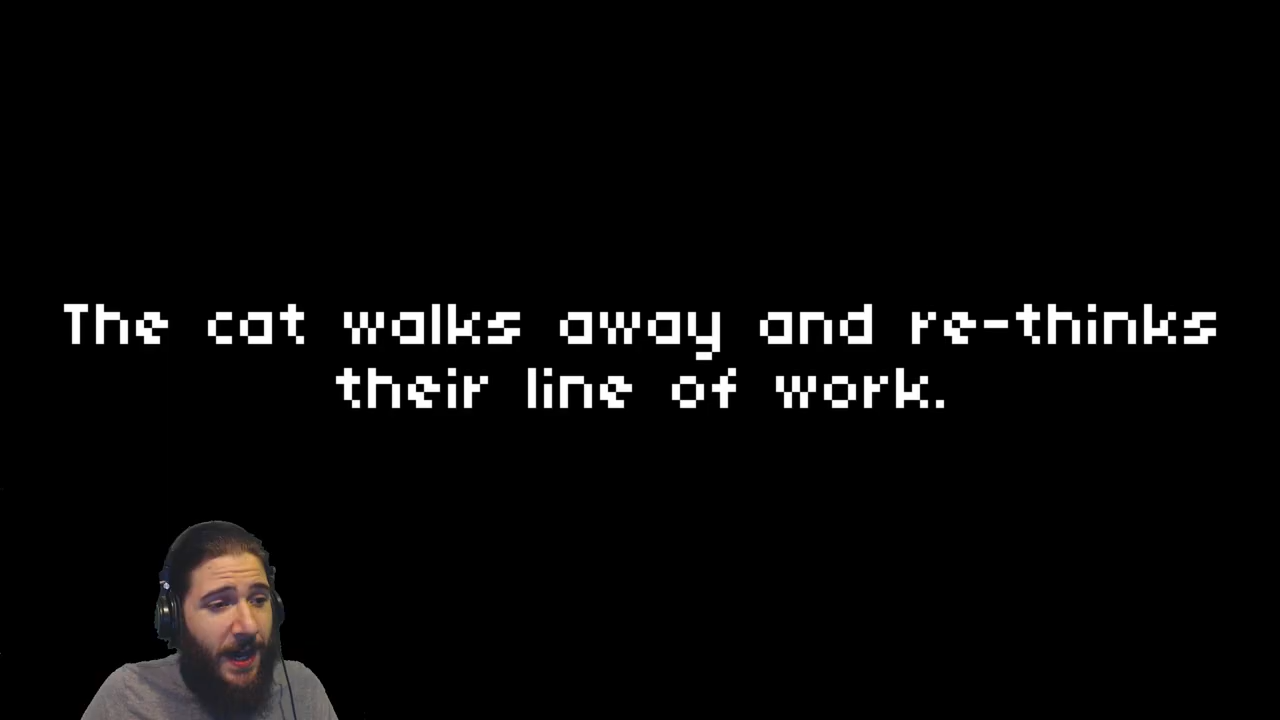 The cat walks away and re-thinks
their line of work.